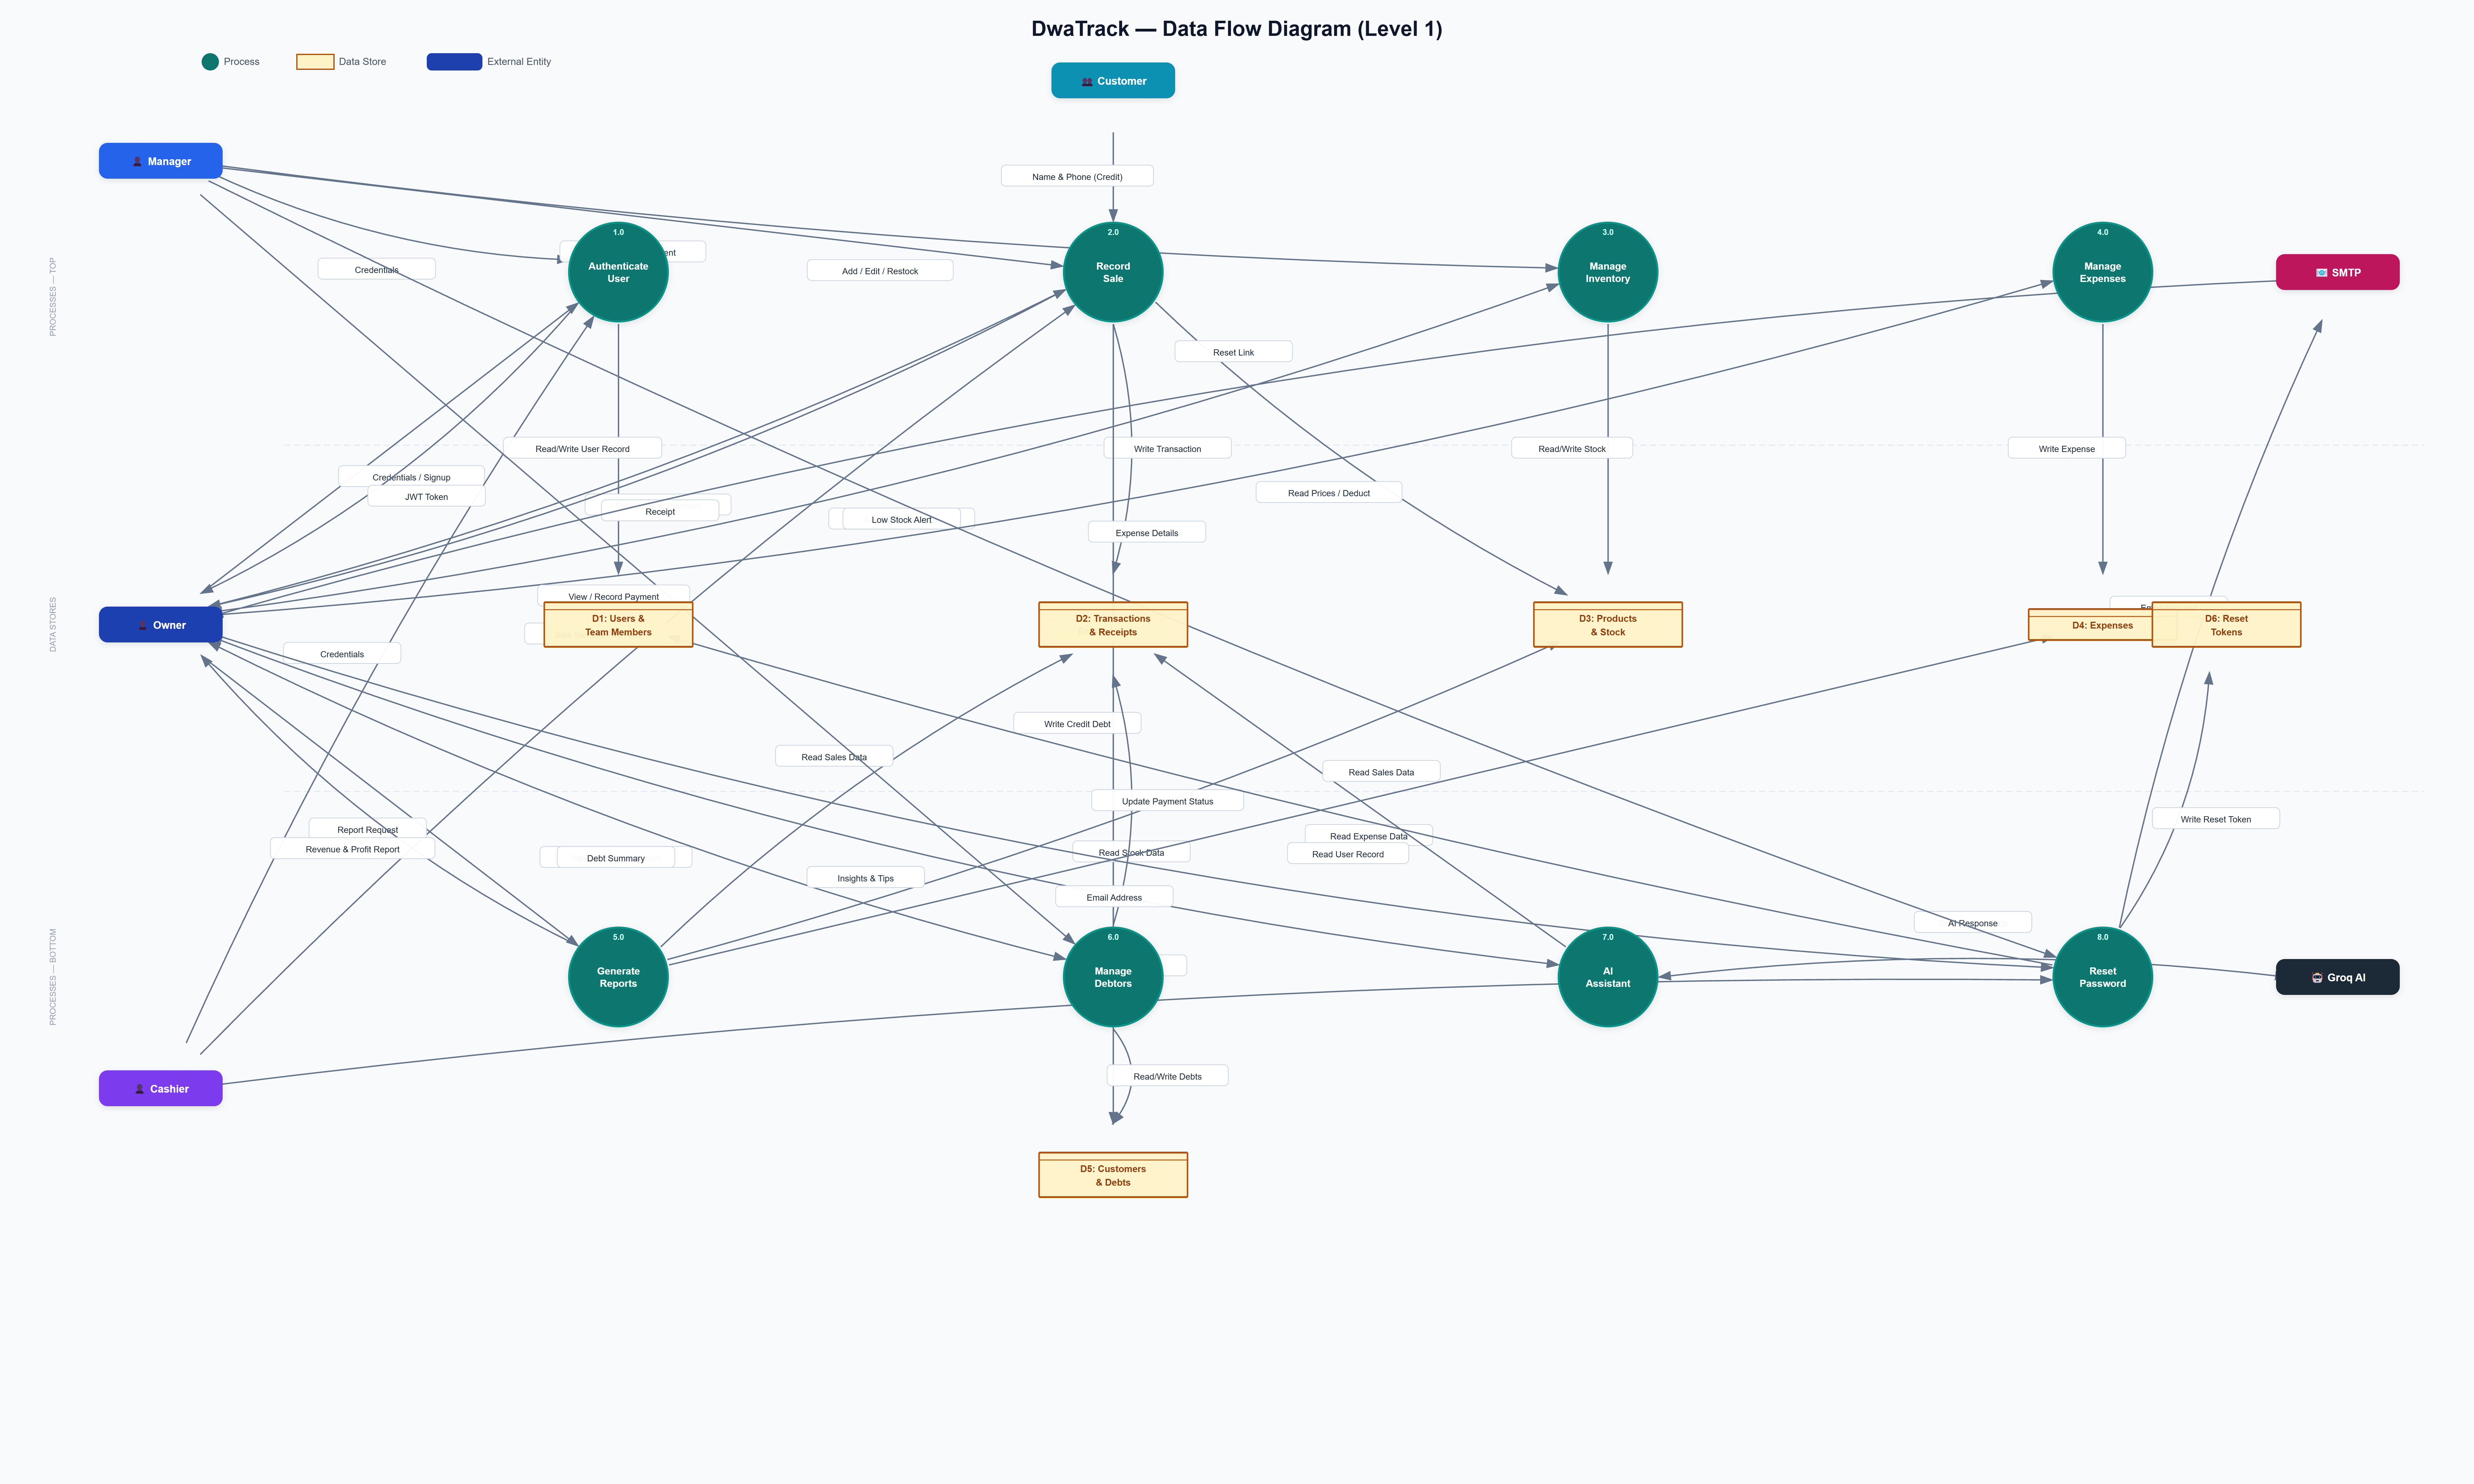 DwaTrack — Data Flow Diagram (Level 1)
Process
Data Store
External Entity
Customer
Manager
Name & Phone (Credit)
PROCESSES — TOP
Credentials
1.0
Authenticate
User
Add / Edit / Restock
2.0
Record
Sale
3.0
Manage
Inventory
4.0
Manage
Expenses
SMTP
Reset Link
Read/Write User Record
Write Transaction
Read/Write Stock
Write Expense
Credentials / Signup
JWT Token
Receipt
Low Stock Alert
Read Prices / Deduct
Expense Details
DATA STORES
View / Record Payment
Owner
D1: Users &
Team Members
D2: Transactions
& Receipts
D3: Products
& Stock
D4: Expenses
D6: Reset
Tokens
Credentials
Write Credit Debt
Read Sales Data
Read Sales Data
Update Payment Status
Write Reset Token
Report Request
Revenue & Profit Report
Debt Summary
Read Stock Data
Read Expense Data
Read User Record
Insights & Tips
Email Address
AI Response
PROCESSES — BOTTOM
5.0
Generate
Reports
6.0
Manage
Debtors
7.0
AI
Assistant
8.0
Reset
Password
Groq AI
Cashier
Read/Write Debts
D5: Customers
& Debts